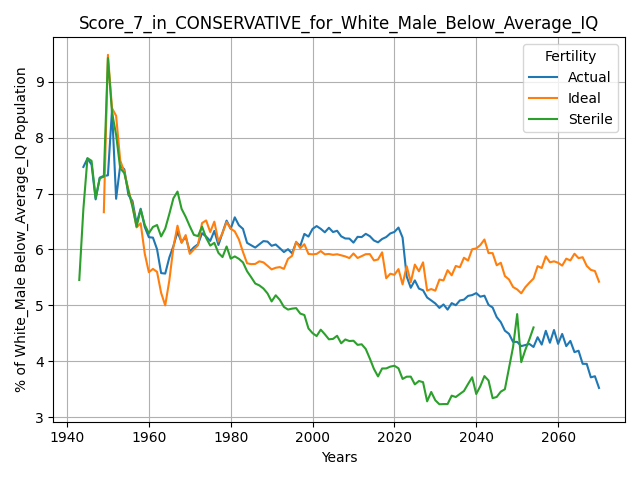 Score_7_in_CONSERVATIVE_for_White_Male_Below_Average_IQ
% of White_Male Below_Average_IQ Population
9
8
7
6
5
4
3
Fertility
Actual
Ideal
Sterile
1940 1960 1980 2000 2020 2040 2060
Years